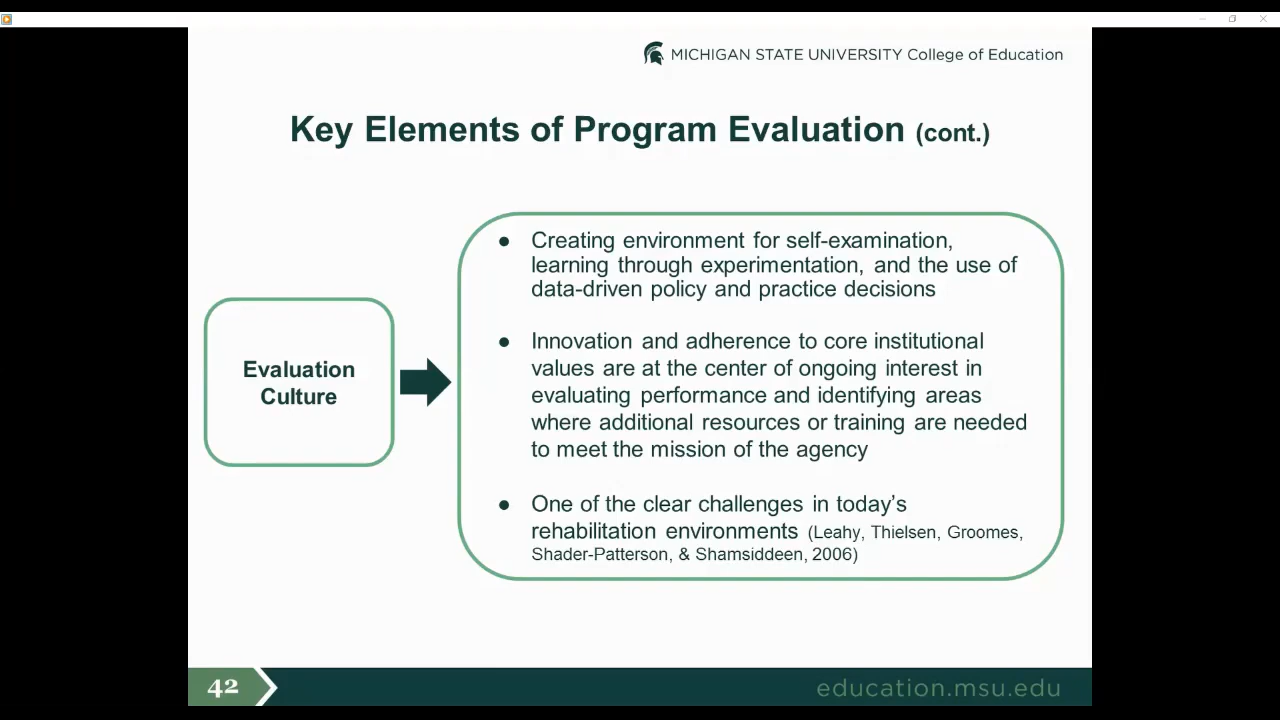 MICHIGAN STATE UNIVERSITY College of Education
Key Elements of Program Evaluation (cont.)
Evaluation
Culture
● Creating environment for self-examination,
learning through experimentation, and the use of
data-driven policy and practice decisions
● Innovation and adherence to core institutional
values are at the center of ongoing interest in
evaluating performance and identifying areas
where additional resources or training are needed
to meet the mission of the agency
● One of the clear challenges in today’s
rehabilitation environments (Leahy, Thielsen, Groomes,
Shader-Patterson, & Shamsiddeen, 2006)
42
education.msu.edu